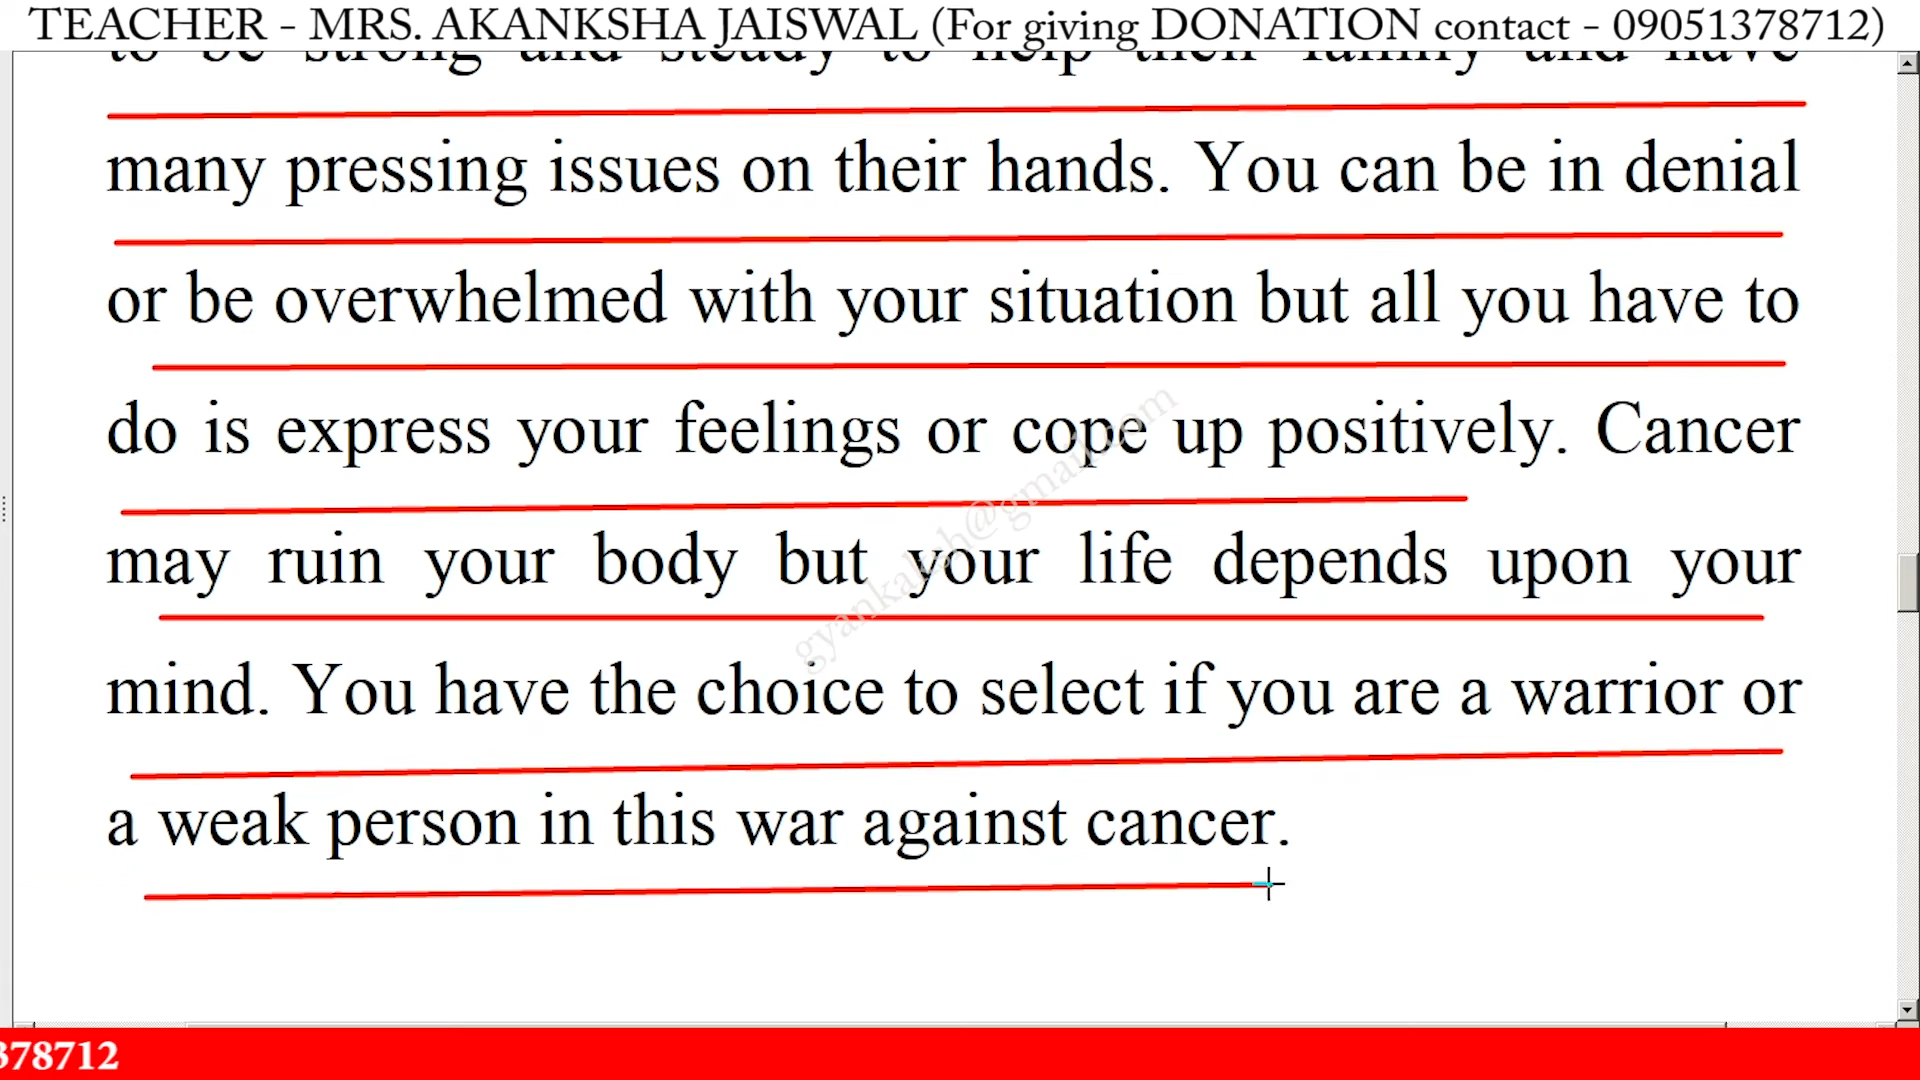 TEACHER - MRS. AKANKSHA JAISWAL (For giving DONATION contact - 09051378712)
to be strong and steady to help their family and have
many pressing issues on their hands. You can be in denial
or be overwhelmed with your situation but all you have to
do is express your feelings or cope up positively. Cancer
may ruin your body but your life depends upon your
mind. You have the choice to select if you are a warrior or
a weak person in this war against cancer.
gyankaksh@gmail.com
378712